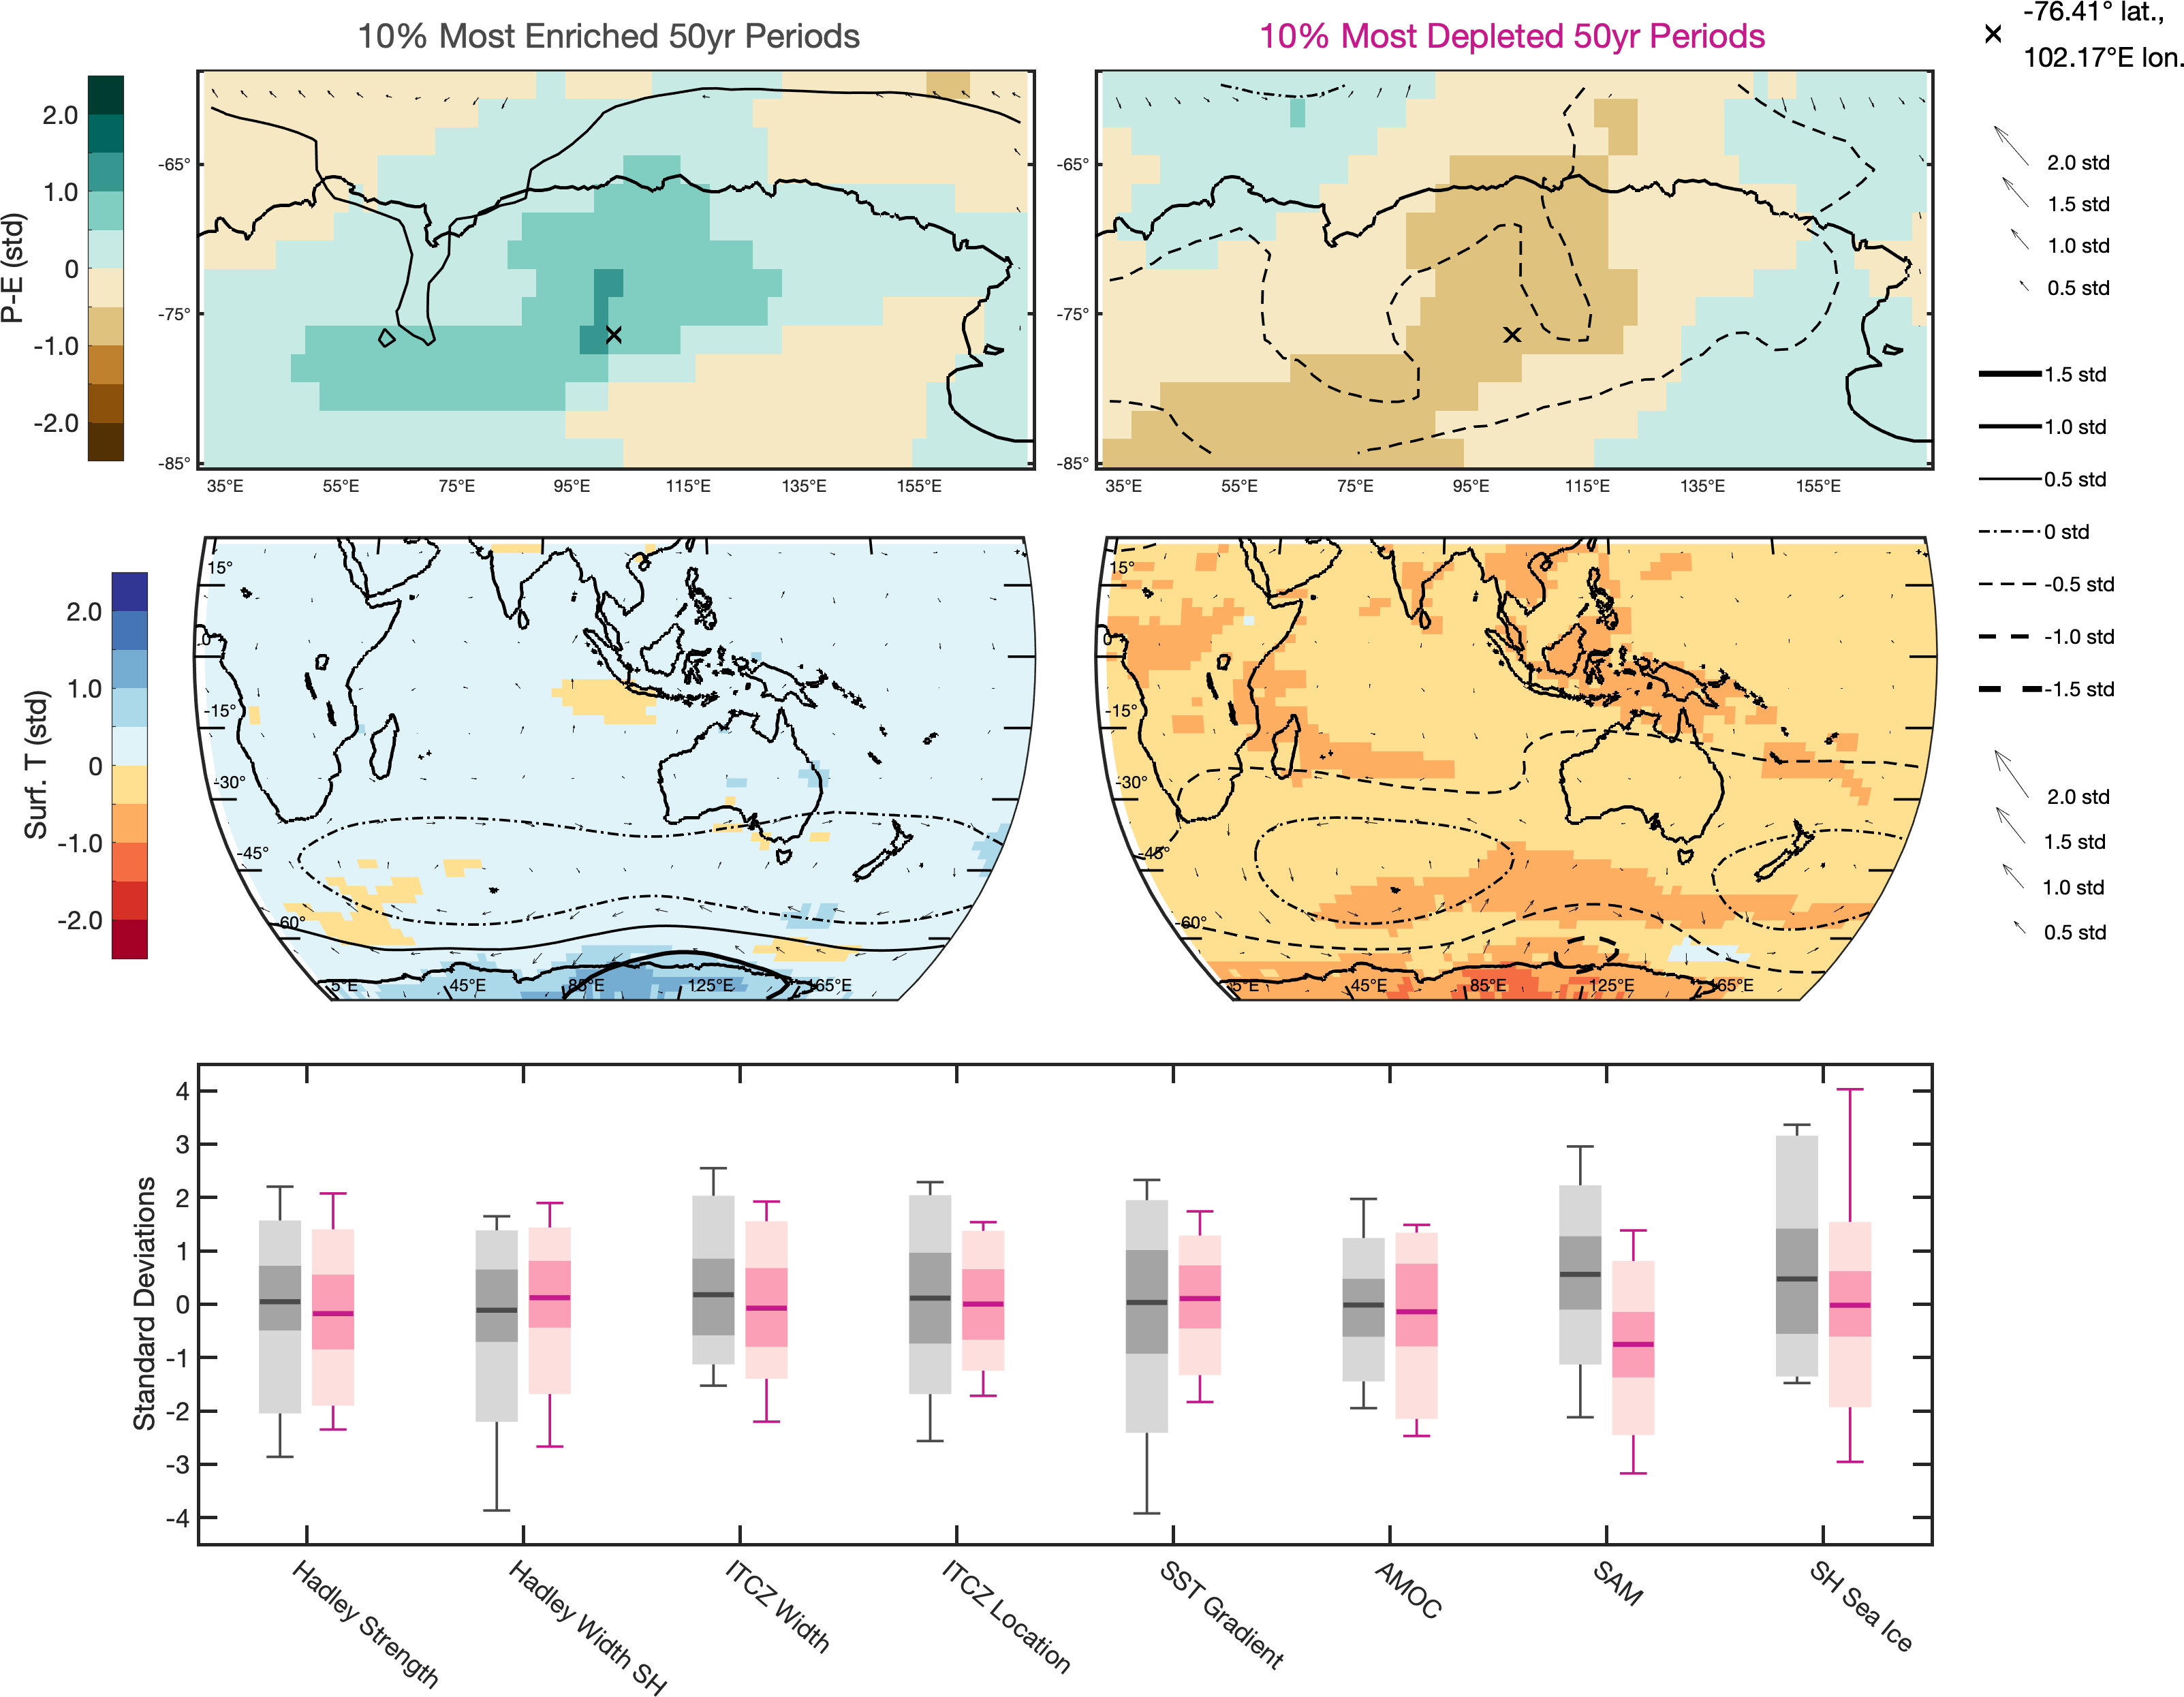 10% Most Enriched 50yr Periods
10% Most Depleted 50yr Periods
-76.41° lat.,
102.17°E lon.
P-E (std)
2.0
1.0
0
-1.0
-2.0
-65°
-75°
-85°
35°E 55°E 75°E 95°E 115°E 135°E 155°E
-65°
-75°
-85°
35°E 55°E 75°E 95°E 115°E 135°E 155°E
2.0 std
1.5 std
1.0 std
0.5 std
1.5 std
1.0 std
0.5 std
0 std
-0.5 std
-1.0 std
-1.5 std
Surf. T (std)
2.0
1.0
0
-1.0
-2.0
15°
0°
-15°
-30°
-45°
-60°
5°E 45°E 85°E 125°E 165°E
15°
0°
-15°
-30°
-45°
-60°
5°E 45°E 85°E 125°E 165°E
2.0 std
1.5 std
1.0 std
0.5 std
Standard Deviations
4
3
2
1
0
-1
-2
-3
-4
Hadley Strength
Hadley Width SH
ITCZ Width
ITCZ Location
SST Gradient
AMOC
SAM
SH Sea Ice